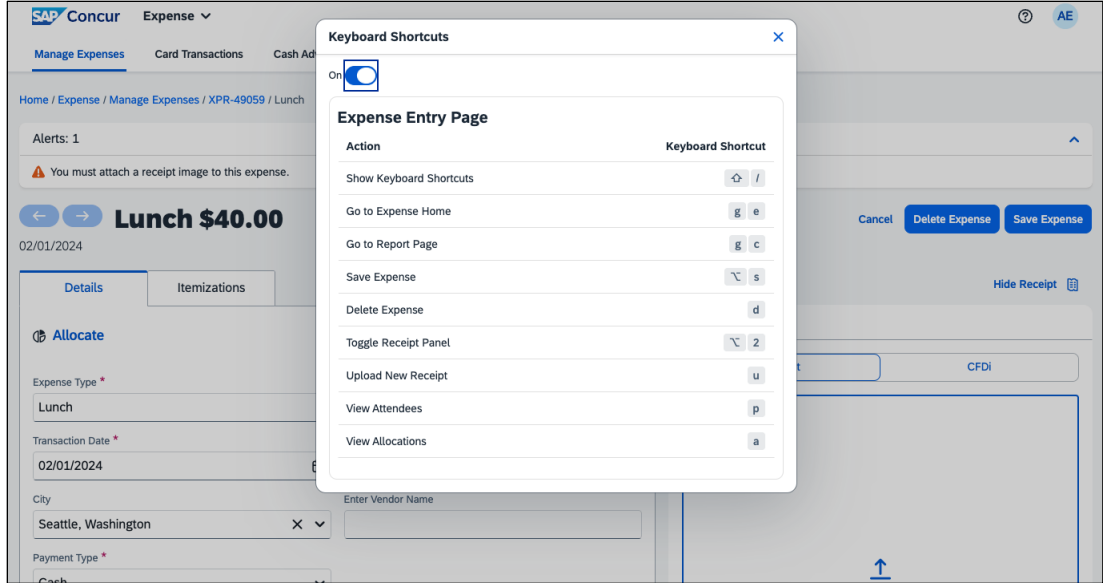 SAP Concur Expense
AE
Manage Expenses Card Transactions Cash Ad
Home / Expense / Manage Expenses / XPR-49059 / Lunch
Alerts: 1
You must attach a receipt image to this expense.
Lunch $40.00
02/01/2024
Cancel Delete Expense Save Expense
Details Itemizations
Hide Receipt
Allocate
CFDi
Expense Type *
Lunch
Transaction Date *
02/01/2024
City
Enter Vendor Name
Seattle, Washington
Payment Type *
Cash
Keyboard Shortcuts
On
Expense Entry Page
Action Keyboard Shortcut
Show Keyboard Shortcuts ⇧ /
Go to Expense Home g e
Go to Report Page g c
Save Expense ⌥ s
Delete Expense d
Toggle Receipt Panel ⌥ 2
Upload New Receipt u
View Attendees p
View Allocations a